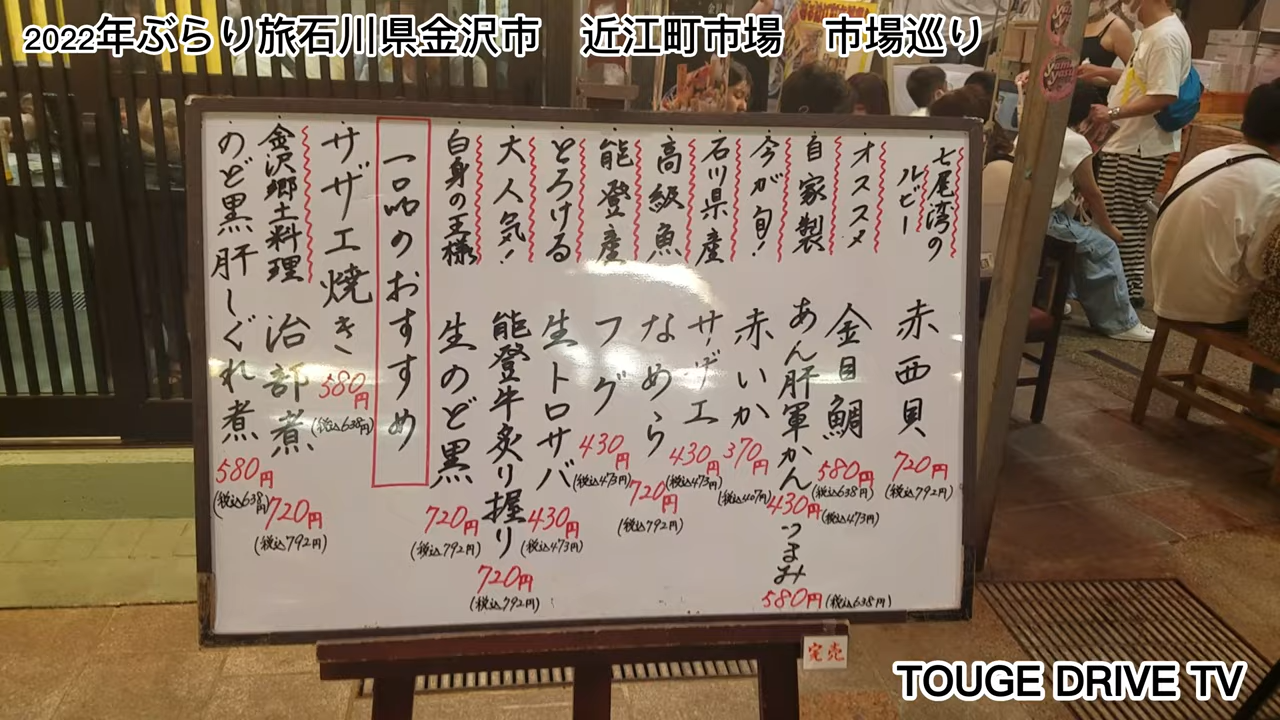 2022年ぶらり旅石川県金沢市　近江町市場　市場巡り
七尾湾の
ルビー
赤西貝
720円
(税込792円)
オススメ
金目鯛
580円
(税込638円)
自家製
あん肝軍かん
430円
(税込473円)
つまみ
580円
(税込638円)
今が旬!
赤いか
370円
(税込407円)
石川県産
サザエ
430円
(税込473円)
高級魚
なめら
720円
(税込792円)
能登産
フグ
430円
(税込473円)
とろける
生トロサバ
430円
(税込473円)
大人気!
能登牛炙り握り
720円
(税込792円)
白身の王様
生のど黒
720円
(税込792円)
一品のおすすめ
サザエ焼き
580円
(税込638円)
金沢郷土料理
治部煮
720円
(税込792円)
のど黒肝しぐれ煮
580円
(税込638円)
完売
TOUGE DRIVE TV